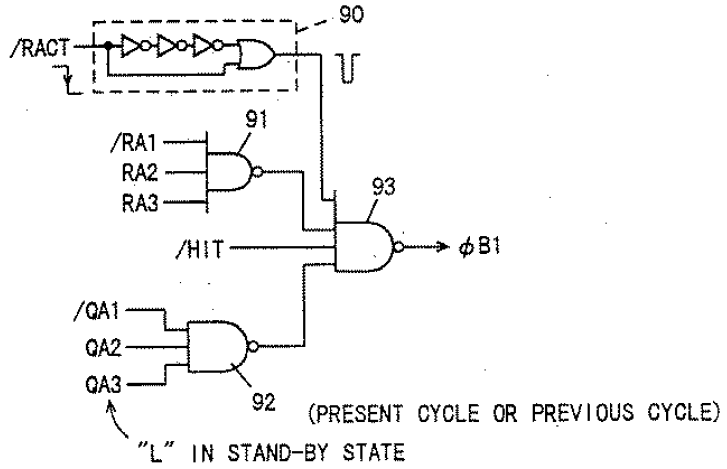 90
/RACT
91
/RA1
RA2
RA3
93
/HIT
φB1
/QA1
QA2
QA3
92
(PRESENT CYCLE OR PREVIOUS CYCLE)
"L" IN STAND-BY STATE